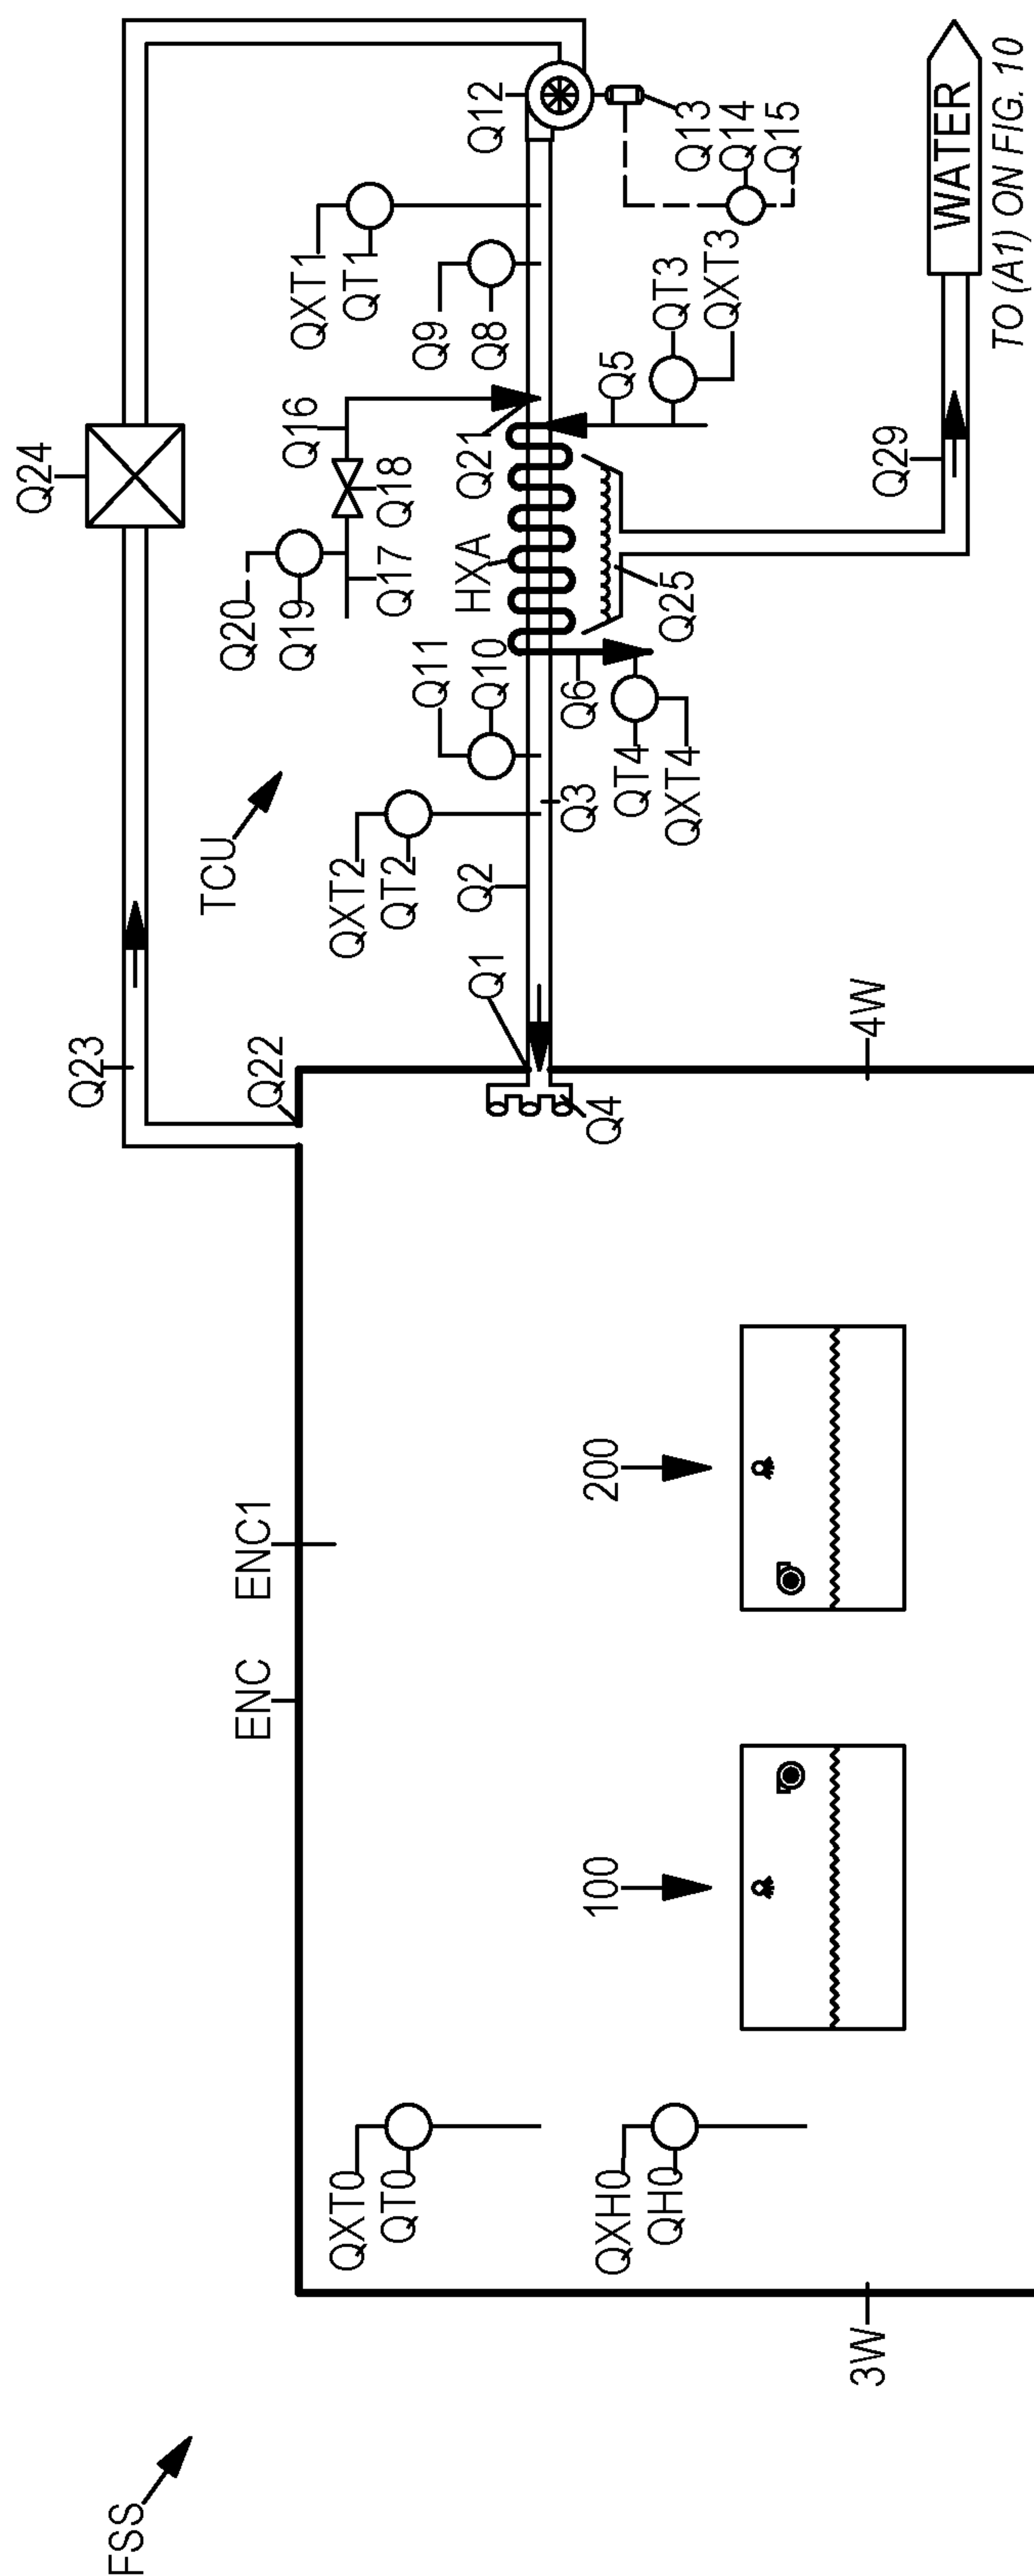 FSS
3W
QXT0
QT0
QXH0
QH0
100
ENC
ENC1
200
4W
Q22
Q23
Q4
Q1
Q2
QXT2
QT2
TCU
Q3
QT4
QXT4
Q6
Q11
Q10
Q20
Q19
Q17
HXA
Q25
Q24
Q18
Q16
Q21
Q29
Q5
QT3
QXT3
Q9
Q8
QXT1
QT1
Q12
Q13
Q14
Q15
WATER
TO (A1) ON FIG. 10